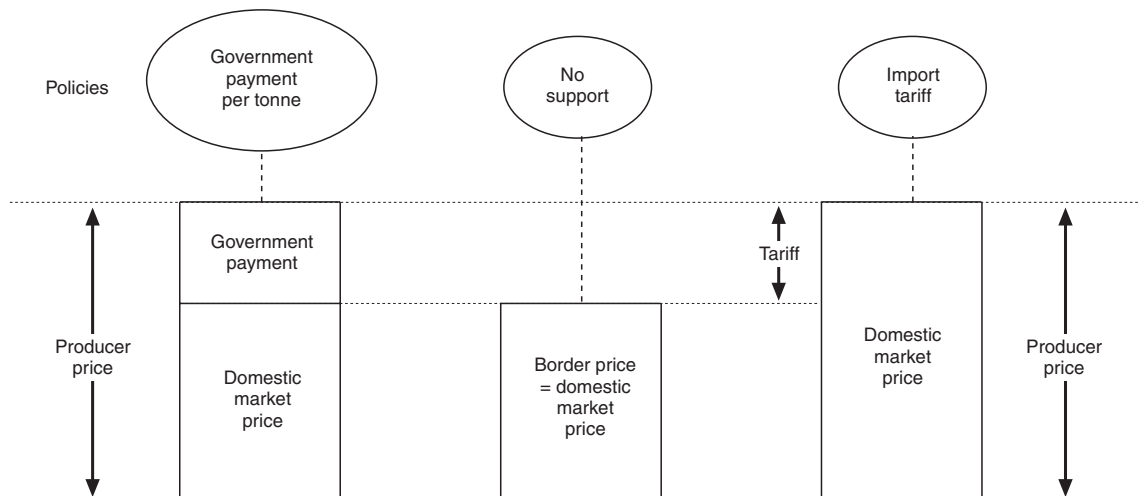 Policies
Government
payment
per tonne
No
support
Import
tariff
Government
payment
Tariff
Producer
price
Domestic
market
price
Border price
= domestic
market
price
Domestic
market
price
Producer
price